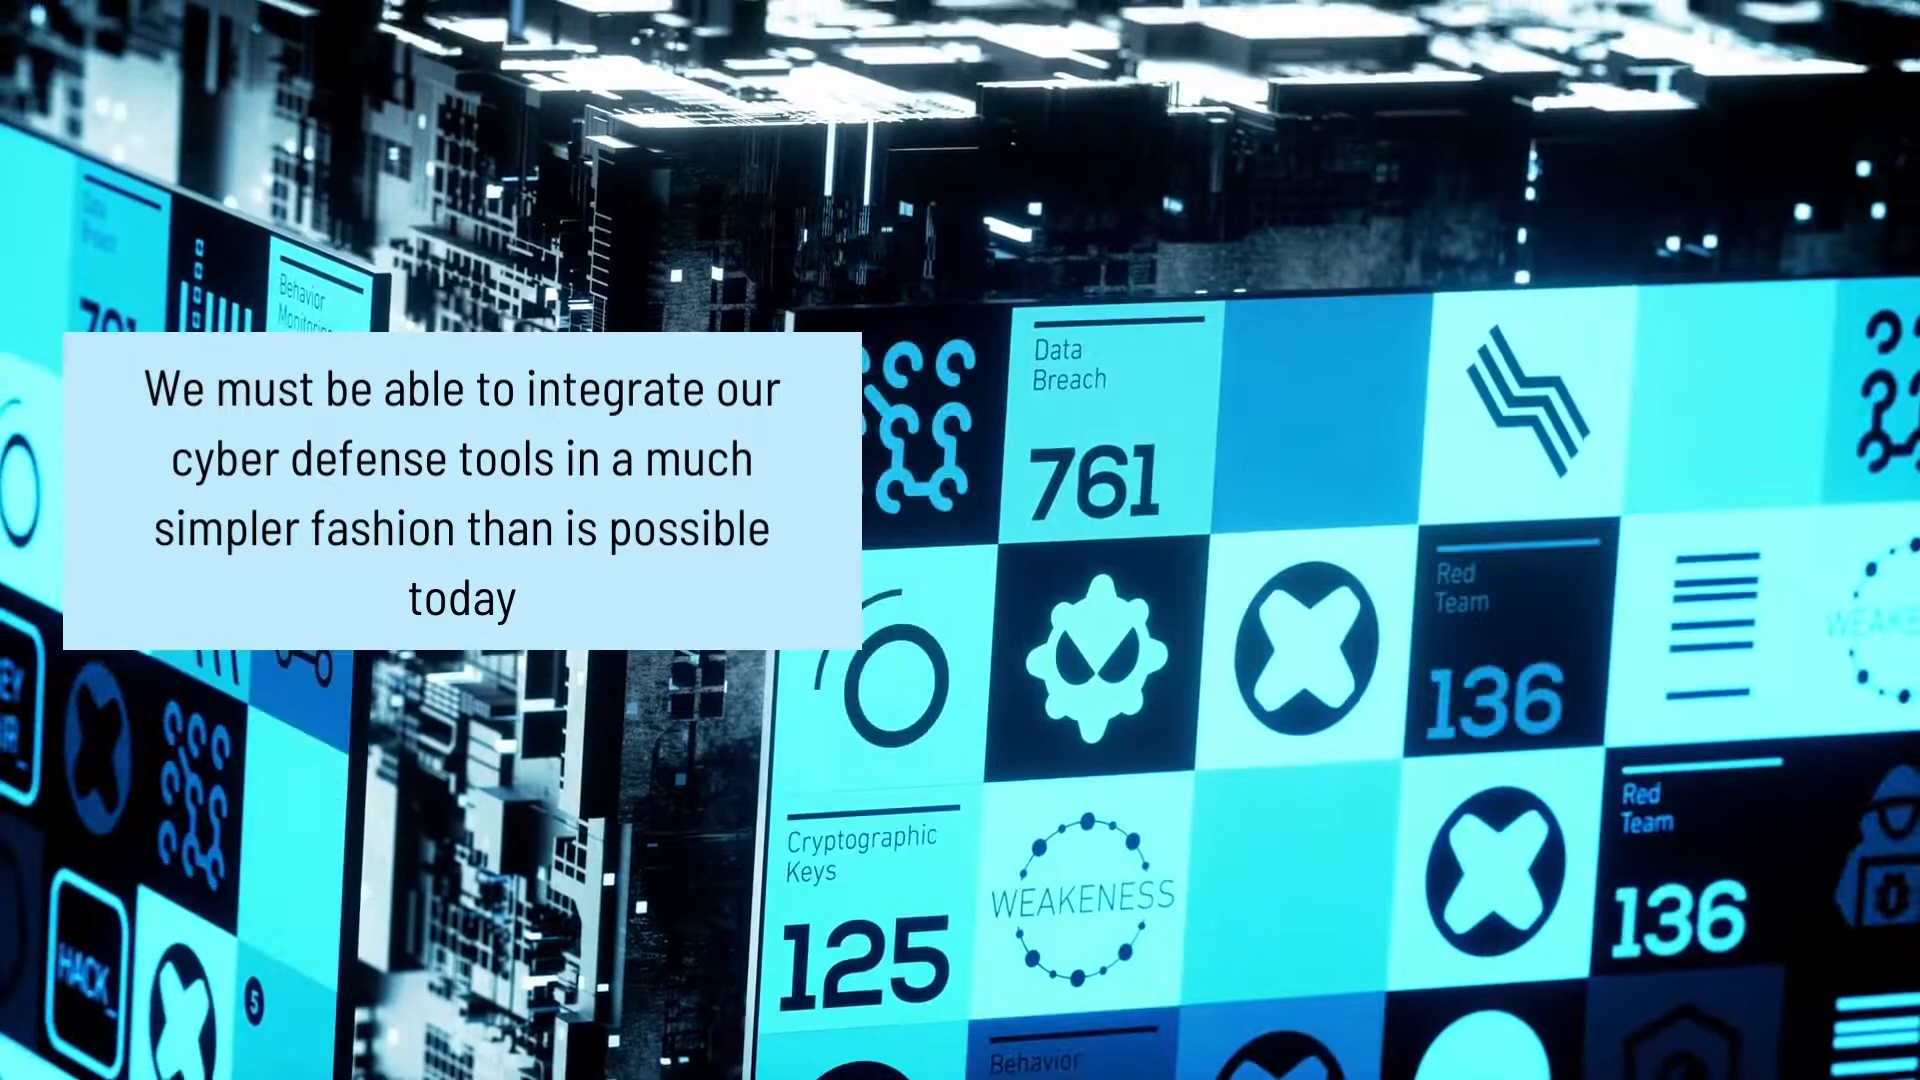 Behavior
We must be able to integrate our
cyber defense tools in a much
simpler fashion than is possible
today
HACK_
5
Data
Breach
761
Red
Team
136
WEAKENESS
Cryptographic
Keys
125
Red
Team
136
Behavior